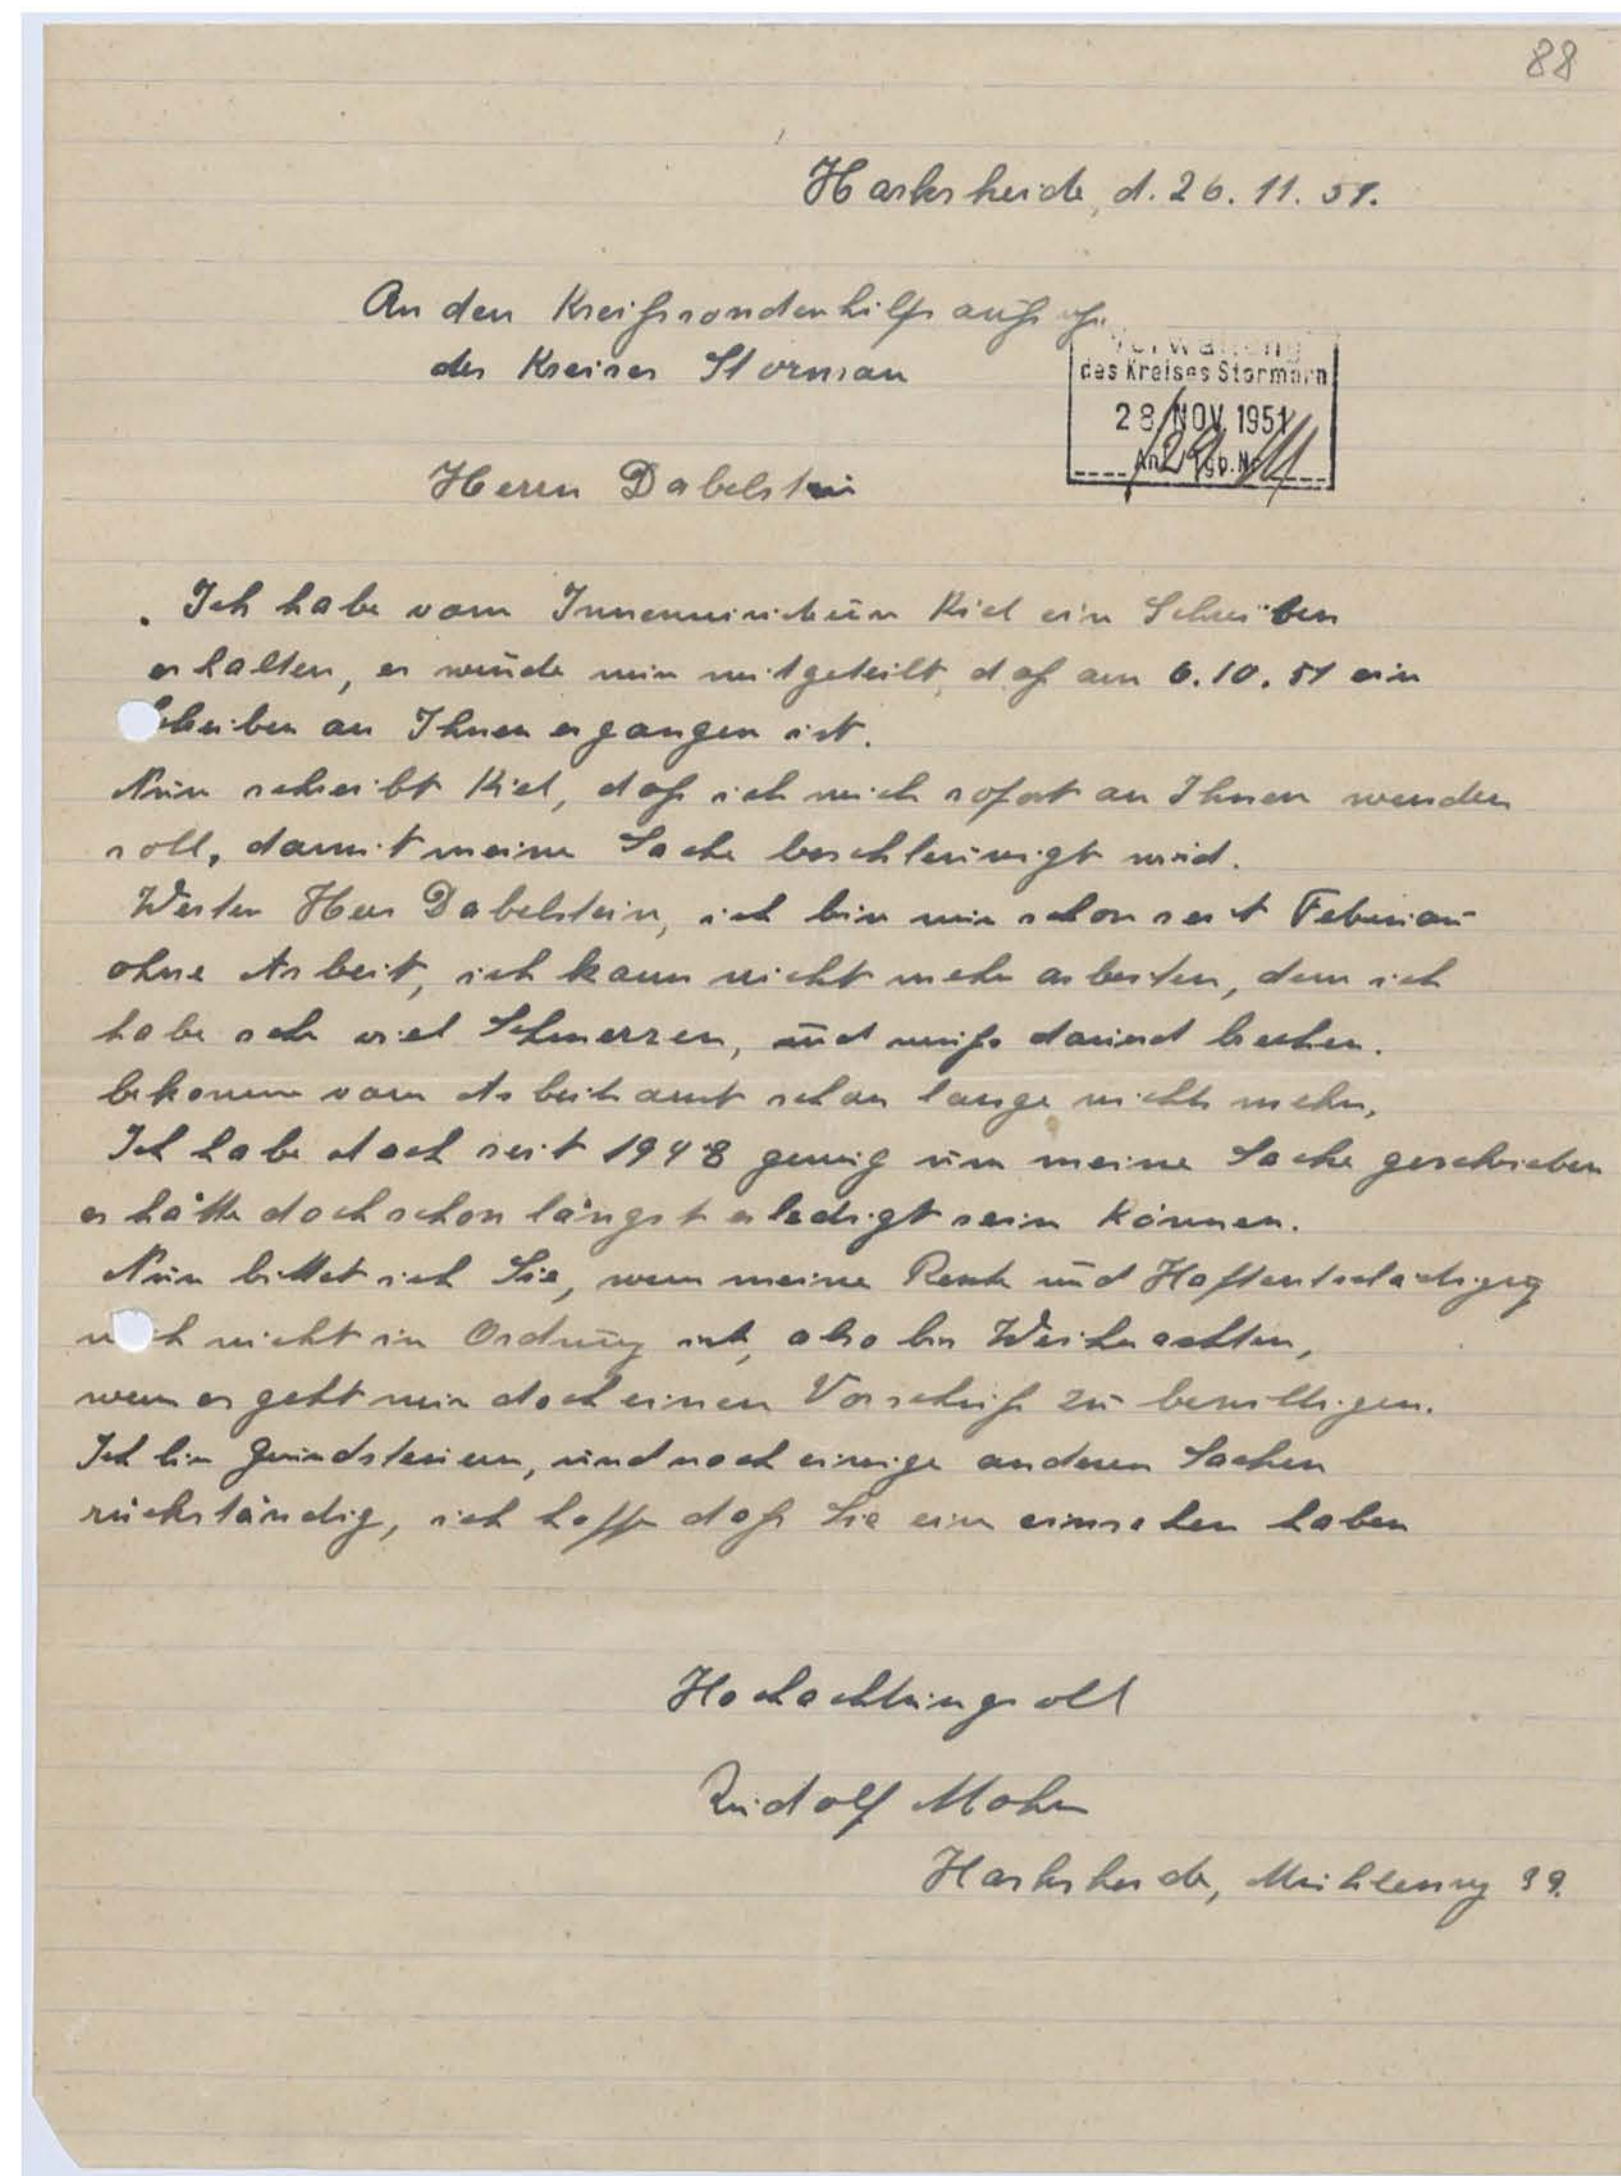 88
Harksheide, d. 26. 11. 51.
An den Kreißsonderhilfsaußschuß
des Kreises Storman
Verwaltung
des Kreises Stormarn
28. NOV. 1951
Herrn Dabelstein
Ich habe vom Innenministerium Kiel ein Schreiben
erhalten, es wurde mir mitgeteilt, daß am 6.10.51 ein
Schreiben an Ihnen ergangen ist.
Nun schreibt Kiel, daß ich mich sofort an Ihnen wenden
soll, damit meine Sache beschleunigt wird.
Werter Herr Dabelstein, ich bin nun schon seit Februar
ohne Arbeit, ich kann nicht mehr arbeiten, denn ich
habe sehr viel Schmerzen, und muß dauernd brechen.
bekomme vom Arbeitsamt schon lange nichts mehr,
Ich habe doch seit 1948 genug um meine Sache geschrieben
es hätte doch schon längst erledigt sein können.
Nun bittet ich Sie, wenn meine Rente und Haftentschädigung
noch nicht in Ordnung ist, also bis Weihnachten,
wenn es geht mir doch einen Vorschuß zu bewilligen.
Ich bin Grundsteuern, und noch einige anderen Sachen
rückständig, ich hoffe daß Sie ein einsehen haben
Hochachtungsvoll
Rudolf Mohr
Harksheide, Mühlenweg 39.